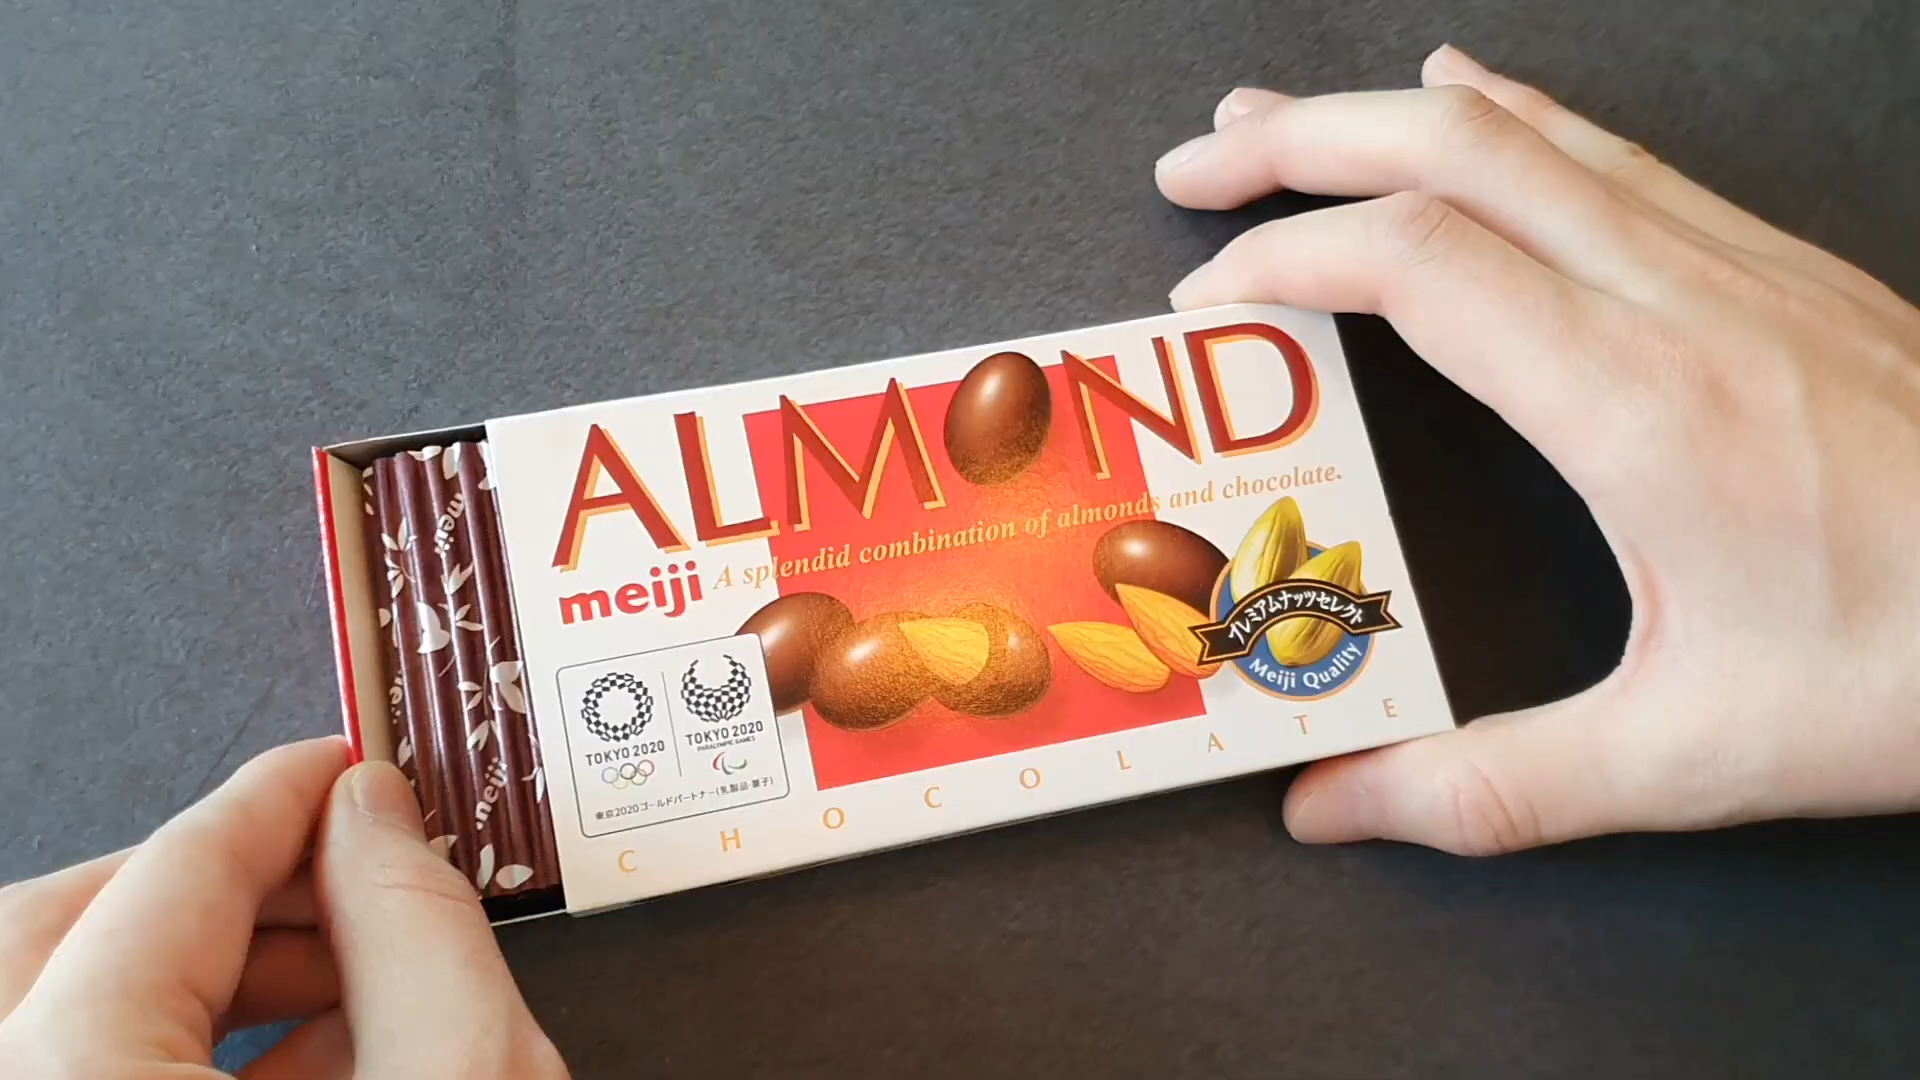 ALMOND
meiji A splendid combination of almonds and chocolate.
プレミアムナッツセレクト
Meiji Quality
TOKYO 2020
TOKYO 2020
PARALYMPIC GAMES
東京2020ゴールドパートナー(乳製品・菓子)
CHOCOLATE
meiji
meiji